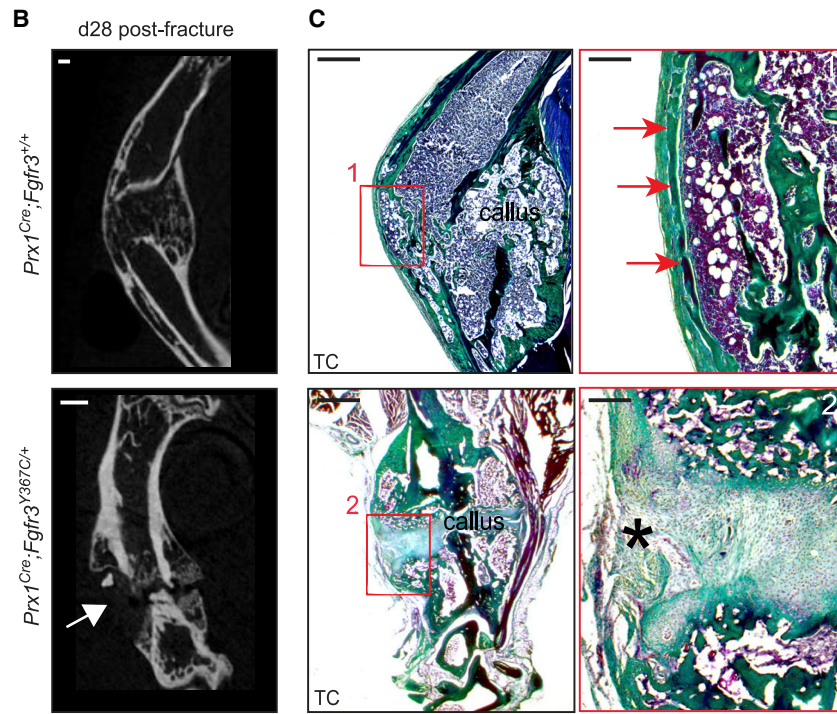 B
d28 post-fracture
C
Prx1Cre;Fgfr3+/+
1
callus
TC
1
Prx1Cre;Fgfr3Y367C/+
2
callus
TC
2
*